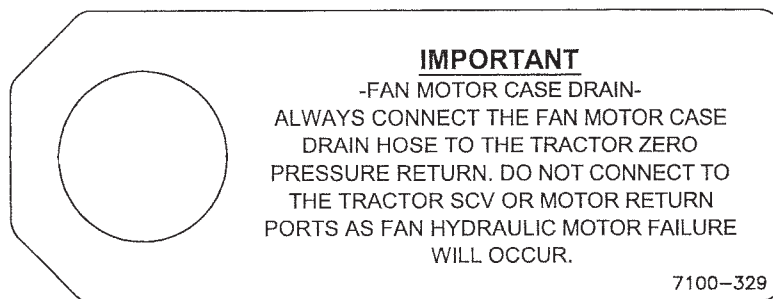 IMPORTANT
-FAN MOTOR CASE DRAIN-
ALWAYS CONNECT THE FAN MOTOR CASE
DRAIN HOSE TO THE TRACTOR ZERO
PRESSURE RETURN. DO NOT CONNECT TO
THE TRACTOR SCV OR MOTOR RETURN
PORTS AS FAN HYDRAULIC MOTOR FAILURE
WILL OCCUR.
7100-329